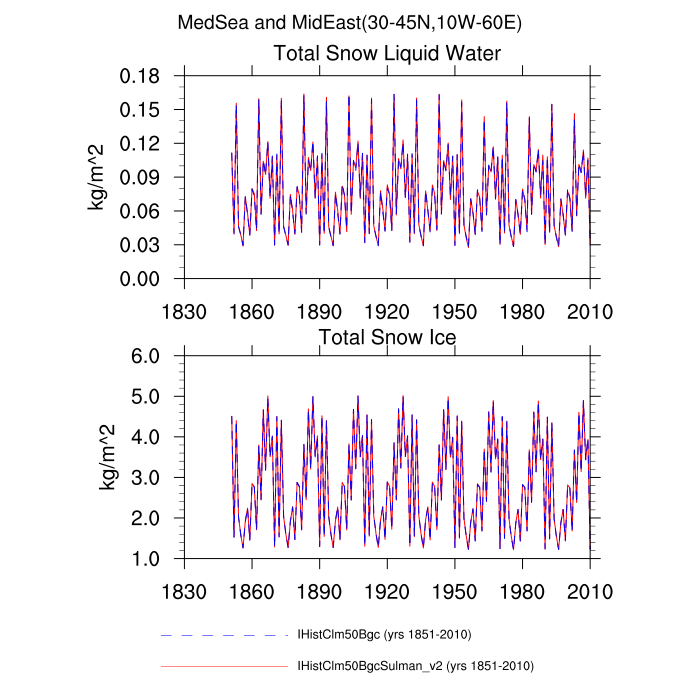 MedSea and MidEast(30-45N,10W-60E)
Total Snow Liquid Water
0.18
0.15
0.12
0.09
0.06
0.03
0.00
kg/m^2
1830 1860 1890 1920 1950 1980 2010
Total Snow Ice
6.0
5.0
4.0
3.0
2.0
1.0
kg/m^2
1830 1860 1890 1920 1950 1980 2010
IHistClm50Bgc (yrs 1851-2010)
IHistClm50BgcSulman_v2 (yrs 1851-2010)